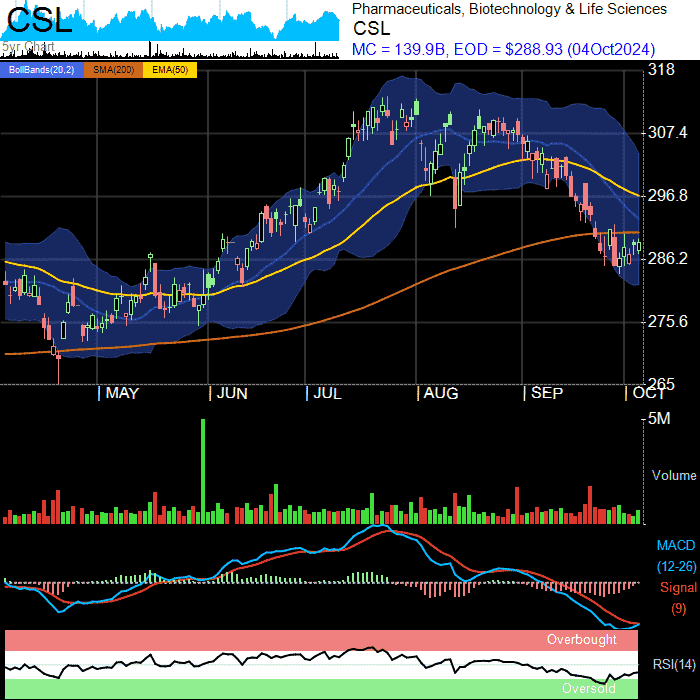 CSL
5yr Chart
Pharmaceuticals, Biotechnology & Life Sciences
CSL
MC = 139.9B, EOD = $288.93 (04Oct2024)
BollBands(20,2) SMA(200) EMA(50)
318
307.4
296.8
286.2
275.6
265
MAY JUN JUL AUG SEP OCT
5M
Volume
MACD
(12-26)
Signal
(9)
Overbought
RSI(14)
Oversold